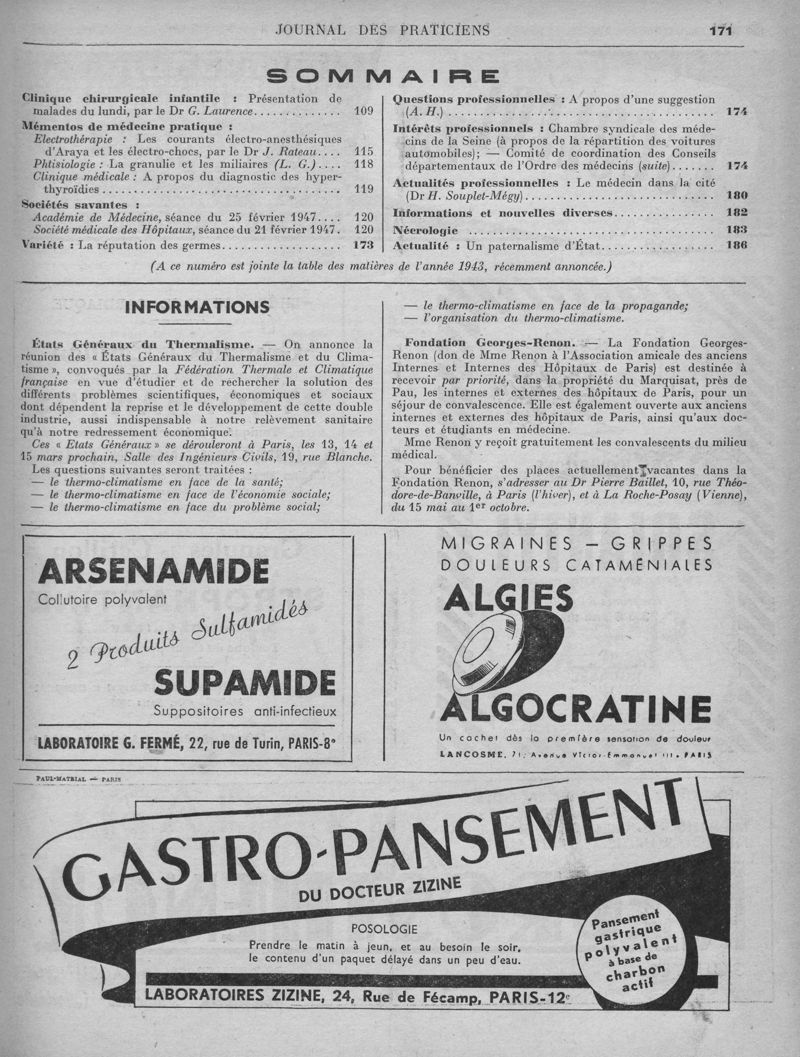 JOURNAL DES PRATICIENS 171
SOMMAIRE
Clinique chirurgicale infantile : Présentation de
malades du lundi, par le Dr G. Laurence.............. 109
Mémentos de médecine pratique :
Electrothérapie : Les courants électro-anesthésiques
d'Araya et les électro-chocs, par le Dr J. Rateau.... 115
Phtisiologie : La granulie et les miliaires (L. G.).... 118
Clinique médicale : A propos du diagnostic des hyper-
thyroïdies ........................................ 119
Sociétés savantes :
Académie de Médecine, séance du 25 février 1947.... 120
Société médicale des Hôpitaux, séance du 21 février 1947. 120
Variété : La réputation des germes.................... 173
Questions professionnelles : A propos d'une suggestion
(A. H.) .............................................. 174
Intérêts professionnels : Chambre syndicale des méde-
cins de la Seine (à propos de la répartition des voitures
automobiles); — Comité de coordination des Conseils
départementaux de l'Ordre des médecins (suite)....... 174
Actualités professionnelles : Le médecin dans la cité
(Dr H. Souplet-Mégy)................................ 180
Informations et nouvelles diverses................. 182
Nécrologie .......................................... 183
Actualité : Un paternalisme d'État................... 186
(A ce numéro est jointe la table des matières de l'année 1943, récemment annoncée.)
INFORMATIONS
États Généraux du Thermalisme. — On annonce la
réunion des « États Généraux du Thermalisme et du Clima-
tisme », convoqués par la Fédération Thermale et Climatique
française en vue d'étudier et de rechercher la solution des
différents problèmes scientifiques, économiques et sociaux
dont dépendent la reprise et le développement de cette double
industrie, aussi indispensable à notre relèvement sanitaire
qu'à notre redressement économique.
Ces « Etats Généraux » se dérouleront à Paris, les 13, 14 et
15 mars prochain, Salle des Ingénieurs Civils, 19, rue Blanche.
Les questions suivantes seront traitées :
— le thermo-climatisme en face de la santé;
— le thermo-climatisme en face de l'économie sociale;
— le thermo-climatisme en face du problème social;
— le thermo-climatisme en face de la propagande;
— l'organisation du thermo-climatisme.
Fondation Georges-Renon. — La Fondation Georges-
Renon (don de Mme Renon à l'Association amicale des anciens
Internes et Internes des Hôpitaux de Paris) est destinée à
recevoir par priorité, dans la propriété du Marquisat, près de
Pau, les internes et externes des hôpitaux de Paris, pour un
séjour de convalescence. Elle est également ouverte aux anciens
internes et externes des hôpitaux de Paris, ainsi qu'aux doc-
teurs et étudiants en médecine.
Mme Renon y reçoit gratuitement les convalescents du milieu
médical.
Pour bénéficier des places actuellement vacantes dans la
Fondation Renon, s'adresser au Dr Pierre Baillet, 10, rue Théo-
dore-de-Banville, à Paris (l'hiver), et à La Roche-Posay (Vienne),
du 15 mai au 1er octobre.
ARSENAMIDE
Collutoire polyvalent
2 Produits Sulfamidés
SUPAMIDE
Suppositoires anti-infectieux
LABORATOIRE G. FERMÉ, 22, rue de Turin, PARIS-8e
MIGRAINES - GRIPPES
DOULEURS CATAMÉNIALES
ALGIES
ALGOCRATINE
Un cachet dès la première sensation de douleur
LANCOSME, 71, Avenue Victor-Emmanuel III, PARIS
PAUL-MATRIAL — PARIS
GASTRO-PANSEMENT
DU DOCTEUR ZIZINE
POSOLOGIE
Prendre le matin à jeun, et au besoin le soir,
le contenu d'un paquet délayé dans un peu d'eau.
Pansement
gastrique
polyvalent
à base de
charbon
actif
LABORATOIRES ZIZINE, 24, Rue de Fécamp, PARIS-12e